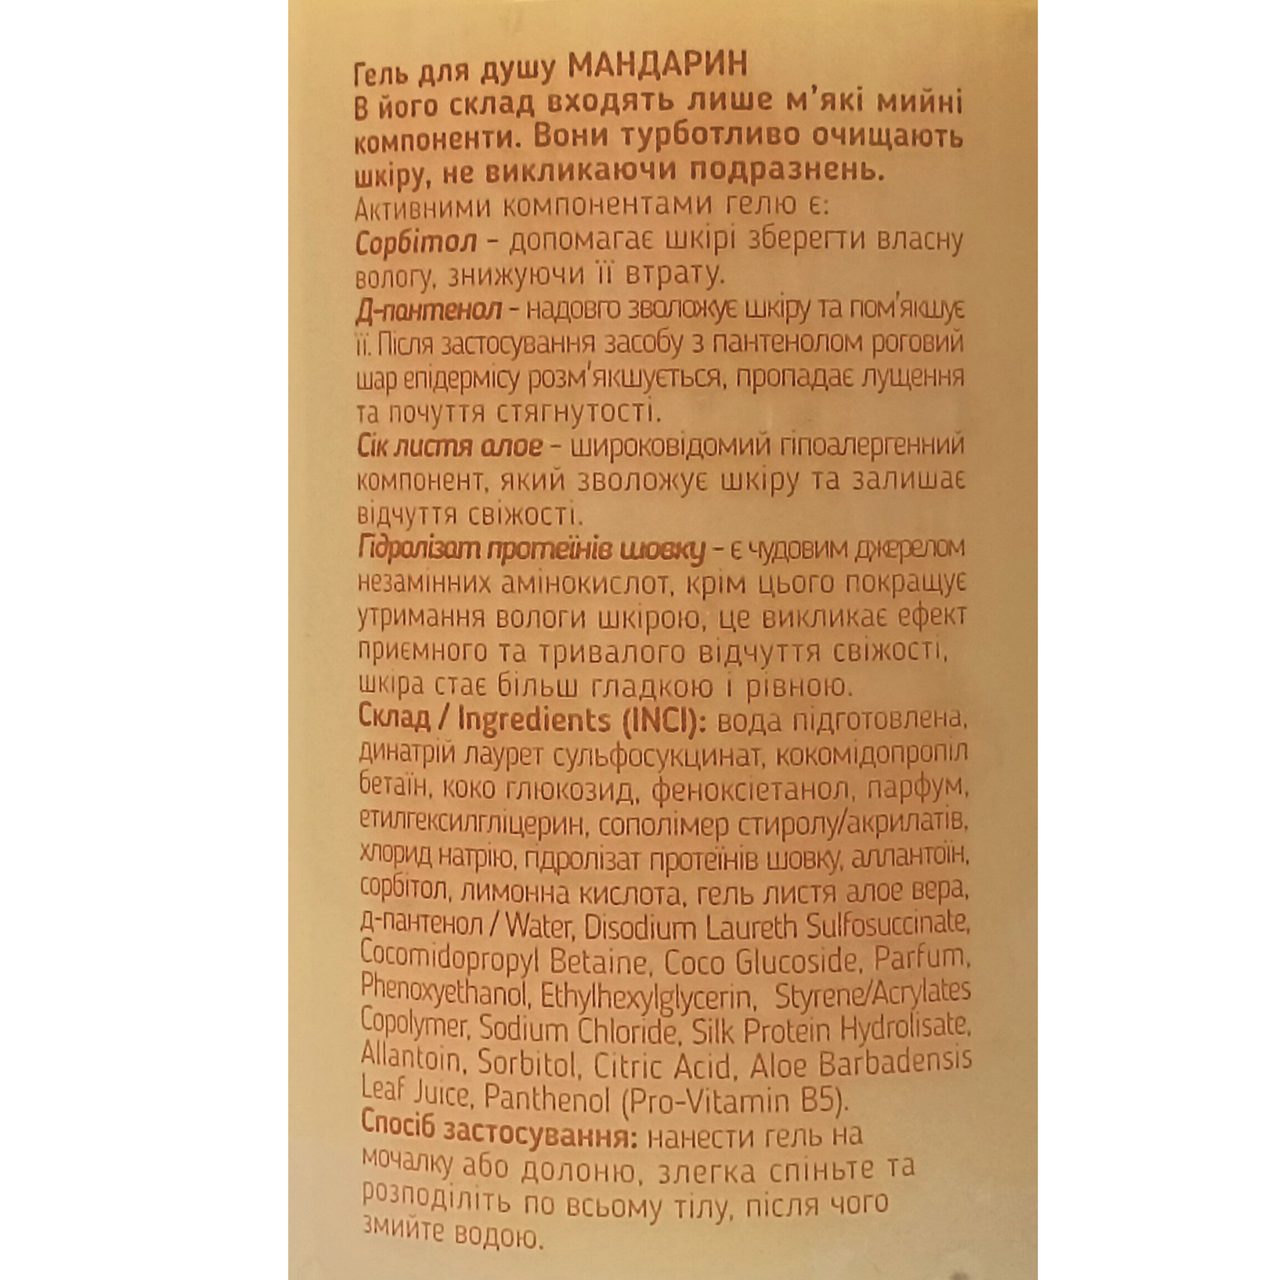 Гель для душу МАНДАРИН
В його склад входять лише м'які мийні
компоненти. Вони турботливо очищають
шкіру, не викликаючи подразнень.
Активними компонентами гелю є:
Сорбітол – допомагає шкірі зберегти власну
вологу, знижуючи її втрату.
Д-пантенол – надовго зволожує шкіру та пом'якшує
її. Після застосування засобу з пантенолом роговий
шар епідермісу розм'якшується, пропадає лущення
та почуття стягнутості.
Сік листя алое – широковідомий гіпоалергенний
компонент, який зволожує шкіру та залишає
відчуття свіжості.
Гідролізат протеїнів шовку – є чудовим джерелом
незамінних амінокислот, крім цього покращує
утримання вологи шкірою, це викликає ефект
приємного та тривалого відчуття свіжості,
шкіра стає більш гладкою і рівною.
Склад / Ingredients (INCI): вода підготовлена,
динатрій лаурет сульфосукцинат, кокомідопропіл
бетаїн, коко глюкозид, феноксіетанол, парфум,
етилгексилгліцерин, сополімер стиролу/акрилатів,
хлорид натрію, гідролізат протеїнів шовку, аллантоїн,
сорбітол, лимонна кислота, гель листя алое вера,
д-пантенол / Water, Disodium Laureth Sulfosuccinate,
Cocomidopropyl Betaine, Coco Glucoside, Parfum,
Phenoxyethanol, Ethylhexylglycerin, Styrene/Acrylates
Copolymer, Sodium Chloride, Silk Protein Hydrolisate,
Allantoin, Sorbitol, Citric Acid, Aloe Barbadensis
Leaf Juice, Panthenol (Pro-Vitamin B5).
Спосіб застосування: нанести гель на
мочалку або долоню, злегка спіньте та
розподіліть по всьому тілу, після чого
змийте водою.